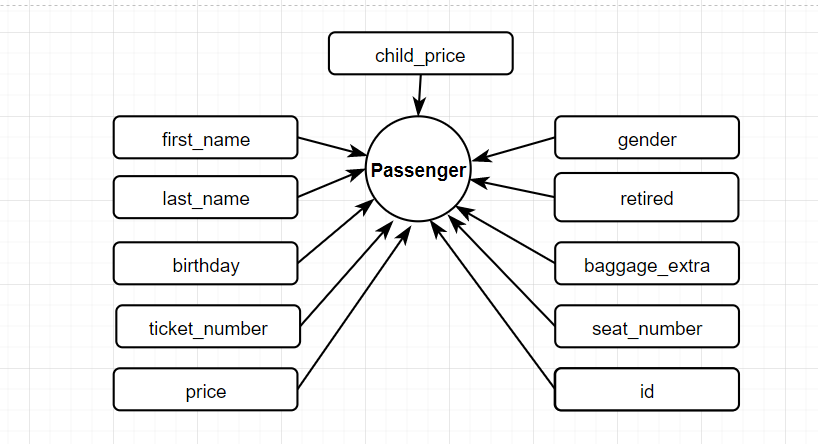 child_price
first_name
gender
Passenger
last_name
retired
birthday
baggage_extra
ticket_number
seat_number
price
id